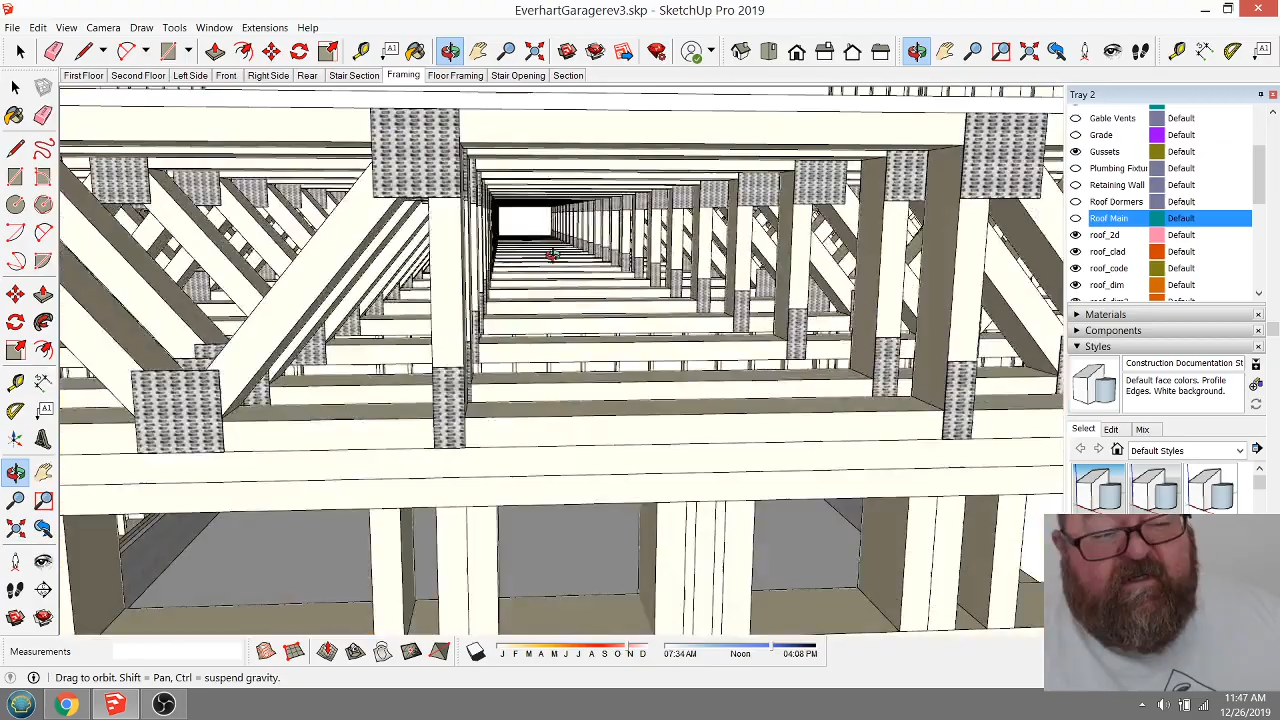 EverhartGaragerev3.skp - SketchUp Pro 2019
File Edit View Camera Draw Tools Window Extensions Help
First Floor Second Floor Left Side Front Right Side Rear Stair Section Framing Floor Framing Stair Opening Section
Tray 2
Gable Vents Default
Grade Default
Gussets Default
Plumbing Fixtu Default
Retaining Wall Default
Roof Dormers Default
Roof Main Default
roof_2d Default
roof_clad Default
roof_code Default
roof_dim Default
Materials
Components
Styles
Construction Documentation St
Default face colors. Profile
Edges. White background.
Select Edit Mix
Default Styles
Measurements
J F M A M J J A S O N D
07:34 AM Noon 04:08 PM
Drag to orbit. Shift = Pan, Ctrl = suspend gravity.
11:47 AM
12/26/2019